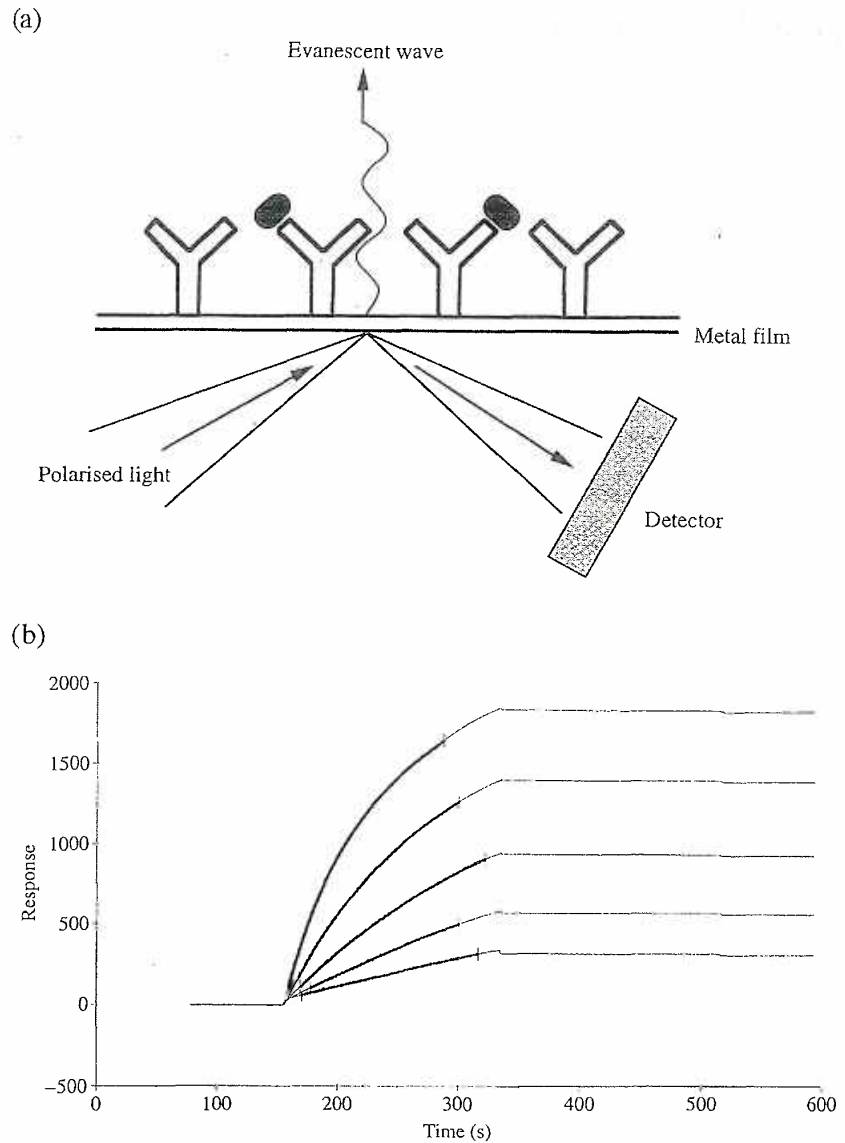 (a)
Evanescent wave
Metal film
Polarised light
Detector
(b)
2000
1500
1000
500
0
−500
Response
0 100 200 300 400 500 600
Time (s)